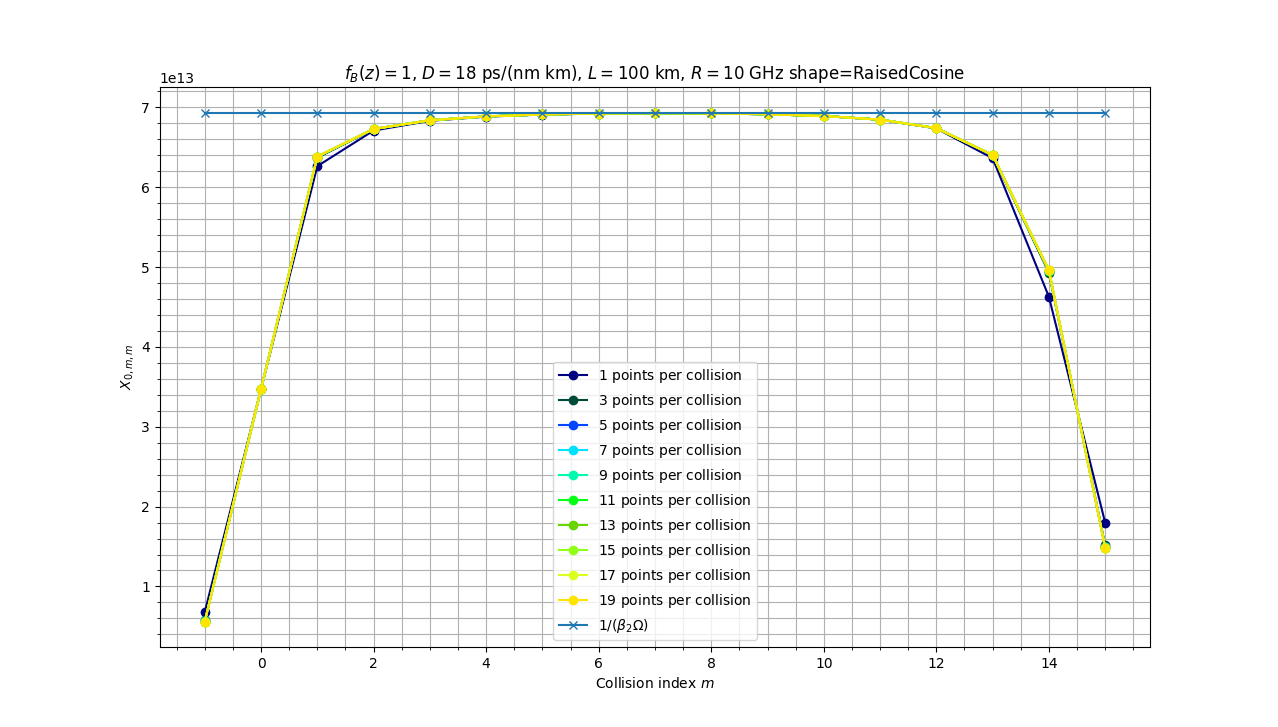 f_B(z) = 1, D = 18 ps/(nm km), L = 100 km, R = 10 GHz shape=RaisedCosine
1e13
7
6
5
4
3
2
1
X_{0,m,m}
1 points per collision
3 points per collision
5 points per collision
7 points per collision
9 points per collision
11 points per collision
13 points per collision
15 points per collision
17 points per collision
19 points per collision
1/(β₂Ω)
0 2 4 6 8 10 12 14
Collision index m